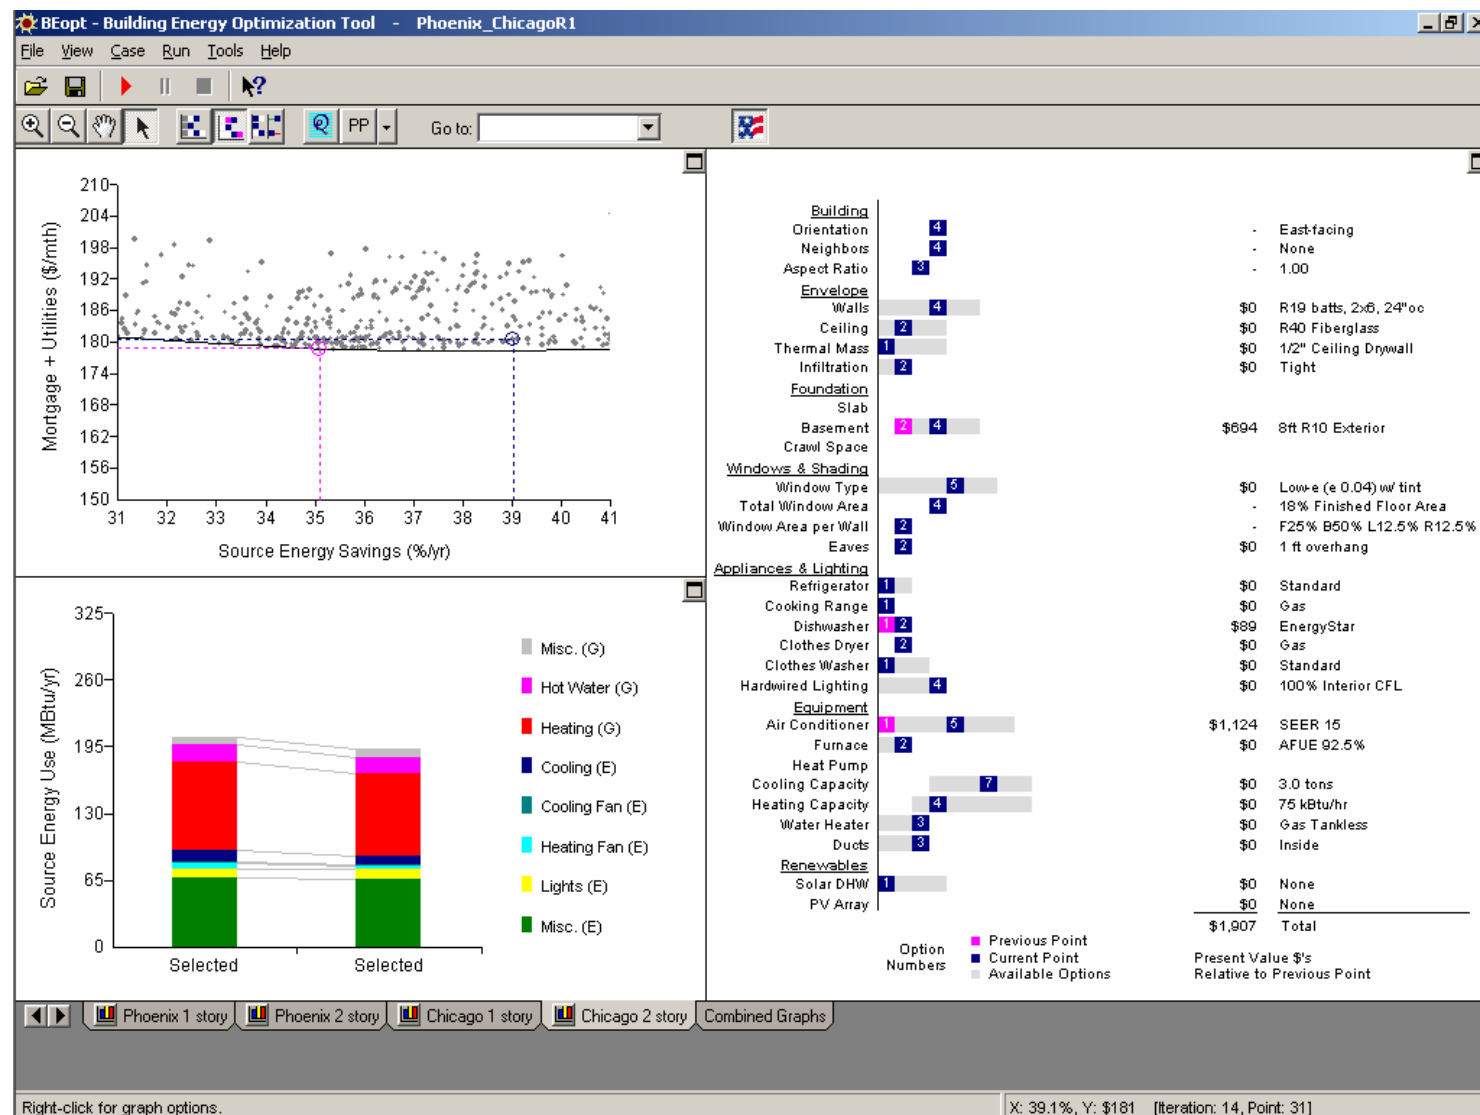 BEopt - Building Energy Optimization Tool - Phoenix_ChicagoR1
File View Case Run Tools Help
PP Go to:
210
204
198
192
186
180
174
168
162
156
150
31 32 33 34 35 36 37 38 39 40 41
Mortgage + Utilities ($/mth)
Source Energy Savings (%/yr)
325
260
195
130
65
0
Source Energy Use (MBtu/yr)
Selected Selected
Misc. (G)
Hot Water (G)
Heating (G)
Cooling (E)
Cooling Fan (E)
Heating Fan (E)
Lights (E)
Misc. (E)
Building
Orientation 4 - East-facing
Neighbors 4 - None
Aspect Ratio 3 - 1.00
Envelope
Walls 4 $0 R19 batts, 2x6, 24"oc
Ceiling 2 $0 R40 Fiberglass
Thermal Mass 1 $0 1/2" Ceiling Drywall
Infiltration 2 $0 Tight
Foundation
Slab
Basement 2 4 $694 8ft R10 Exterior
Crawl Space
Windows & Shading
Window Type 5 $0 Low-e (e 0.04) w/ tint
Total Window Area 4 - 18% Finished Floor Area
Window Area per Wall 2 - F25% B50% L12.5% R12.5%
Eaves 2 $0 1 ft overhang
Appliances & Lighting
Refrigerator 1 $0 Standard
Cooking Range 1 $0 Gas
Dishwasher 1 2 $89 EnergyStar
Clothes Dryer 2 $0 Gas
Clothes Washer 1 $0 Standard
Hardwired Lighting 4 $0 100% Interior CFL
Equipment
Air Conditioner 1 5 $1,124 SEER 15
Furnace 2 $0 AFUE 92.5%
Heat Pump
Cooling Capacity 7 $0 3.0 tons
Heating Capacity 4 $0 75 kBtu/hr
Water Heater 3 $0 Gas Tankless
Ducts 3 $0 Inside
Renewables
Solar DHW 1 $0 None
PV Array $0 None
$1,907 Total
Option Numbers
Previous Point
Current Point
Available Options
Present Value $'s
Relative to Previous Point
Phoenix 1 story Phoenix 2 story Chicago 1 story Chicago 2 story Combined Graphs
Right-click for graph options. X: 39.1%, Y: $181 [Iteration: 14, Point: 31]